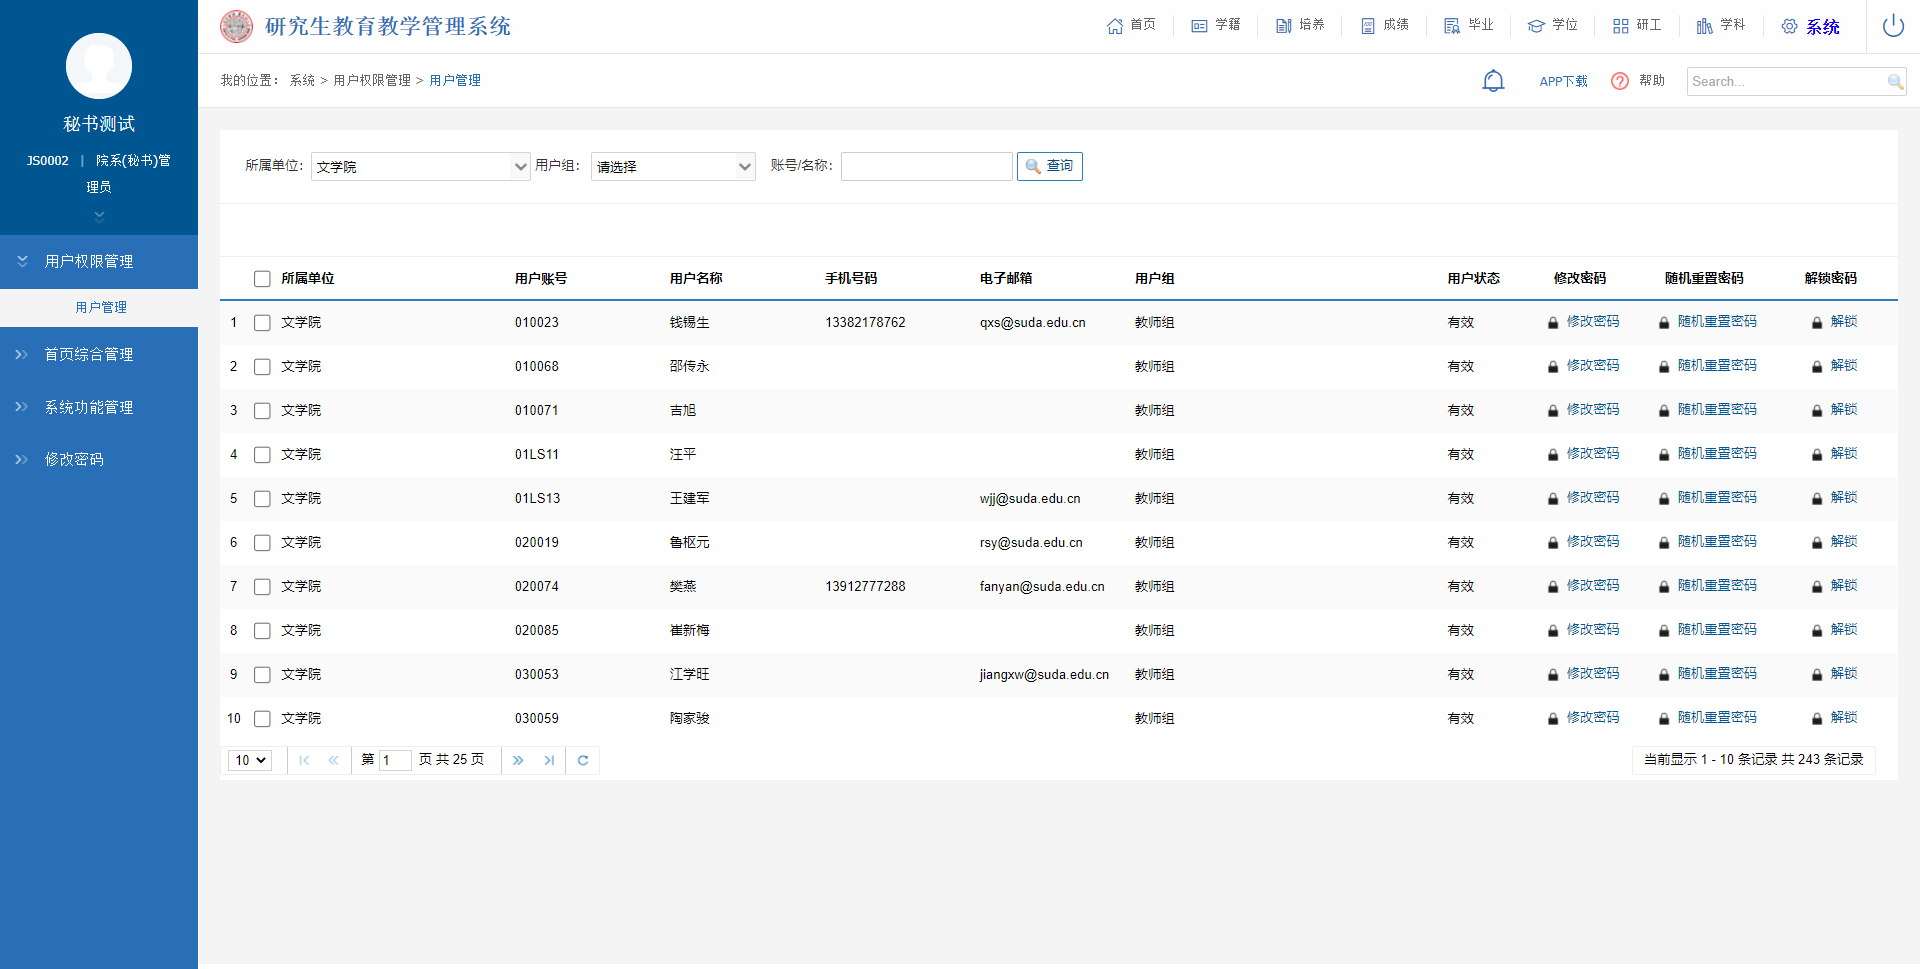 研究生教育教学管理系统
首页 学籍 培养 成绩 毕业 学位 研工 学科 系统
我的位置： 系统 > 用户权限管理 > 用户管理
APP下载 帮助 Search...
秘书测试
JS0002 | 院系(秘书)管
理员
用户权限管理
用户管理
首页综合管理
系统功能管理
修改密码
所属单位: 文学院 用户组: 请选择 账号/名称: 查询
所属单位 用户账号 用户名称 手机号码 电子邮箱 用户组 用户状态 修改密码 随机重置密码 解锁密码
1 文学院 010023 钱锡生 13382178762 qxs@suda.edu.cn 教师组 有效 修改密码 随机重置密码 解锁
2 文学院 010068 邵传永 教师组 有效 修改密码 随机重置密码 解锁
3 文学院 010071 吉旭 教师组 有效 修改密码 随机重置密码 解锁
4 文学院 01LS11 汪平 教师组 有效 修改密码 随机重置密码 解锁
5 文学院 01LS13 王建军 wjj@suda.edu.cn 教师组 有效 修改密码 随机重置密码 解锁
6 文学院 020019 鲁枢元 rsy@suda.edu.cn 教师组 有效 修改密码 随机重置密码 解锁
7 文学院 020074 樊燕 13912777288 fanyan@suda.edu.cn 教师组 有效 修改密码 随机重置密码 解锁
8 文学院 020085 崔新梅 教师组 有效 修改密码 随机重置密码 解锁
9 文学院 030053 江学旺 jiangxw@suda.edu.cn 教师组 有效 修改密码 随机重置密码 解锁
10 文学院 030059 陶家骏 教师组 有效 修改密码 随机重置密码 解锁
10 第 1 页 共 25 页 当前显示 1 - 10 条记录 共 243 条记录